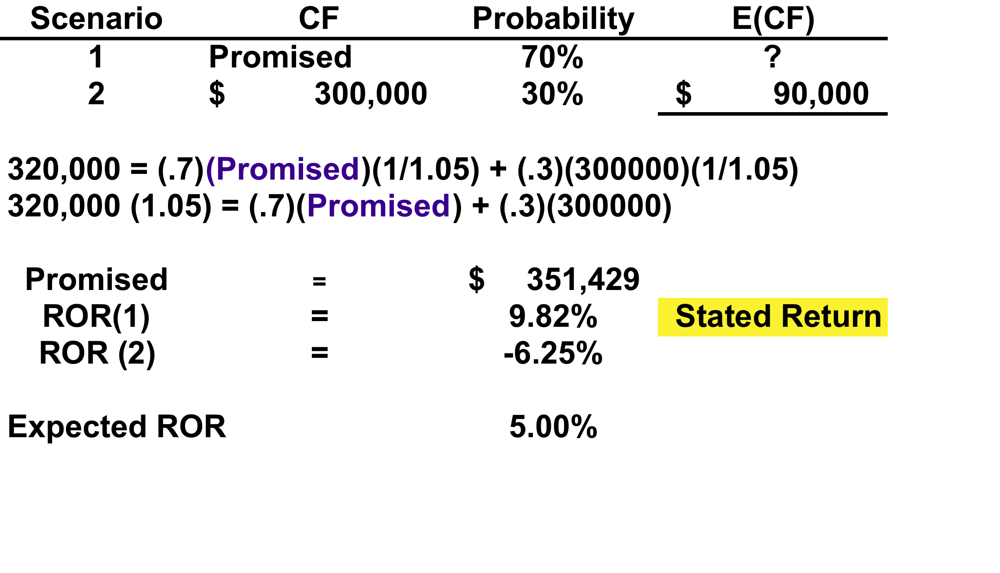 Scenario CF Probability E(CF)
1 Promised 70% ?
2 $ 300,000 30% $ 90,000
320,000 = (.7)(Promised)(1/1.05) + (.3)(300000)(1/1.05)
320,000 (1.05) = (.7)(Promised) + (.3)(300000)
Promised = $ 351,429
ROR(1) = 9.82% Stated Return
ROR (2) = -6.25%
Expected ROR 5.00%